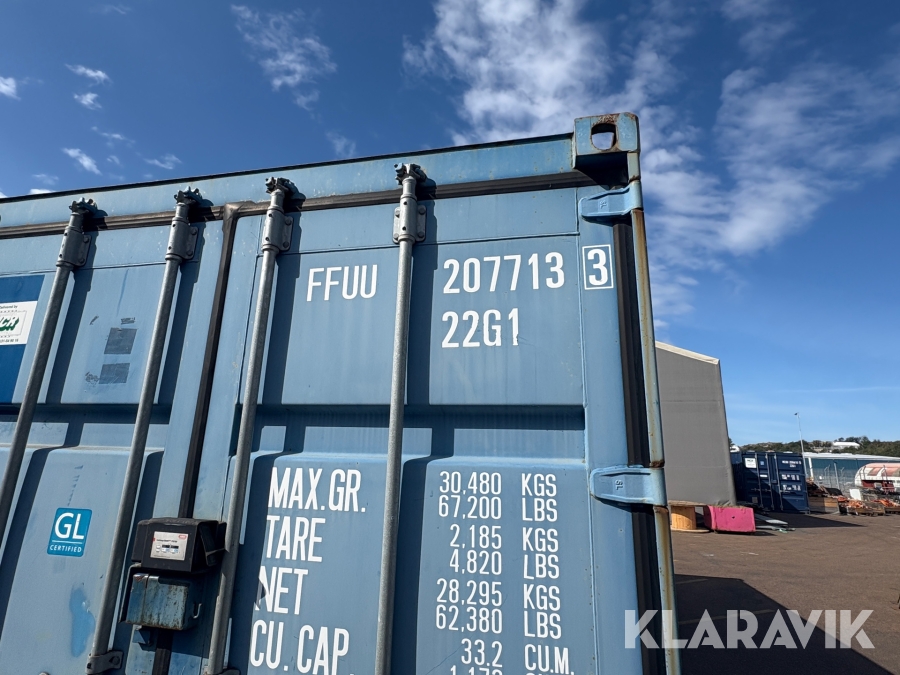 FFUU 207713 3
22G1
MAX.GR. 30,480 KGS
67,200 LBS
TARE 2,185 KGS
4,820 LBS
NET 28,295 KGS
62,380 LBS
CU. CAP. 33.2 CU.M.
GL
CERTIFIED
KLARAVIK